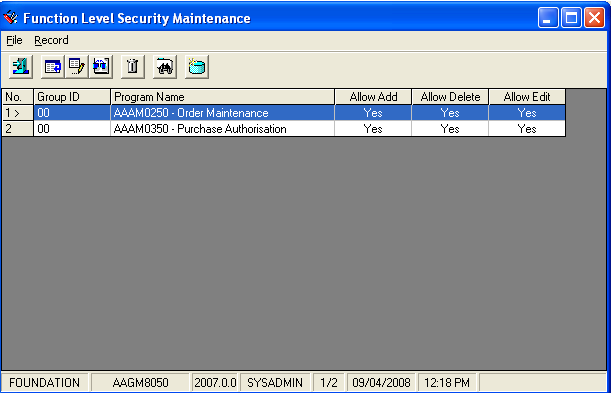 Function Level Security Maintenance
File Record
No. Group ID Program Name Allow Add Allow Delete Allow Edit
1 > 00 AAAM0250 - Order Maintenance Yes Yes Yes
2 00 AAAM0350 - Purchase Authorisation Yes Yes Yes
FOUNDATION AAGM8050 2007.0.0 SYSADMIN 1/2 09/04/2008 12:18 PM